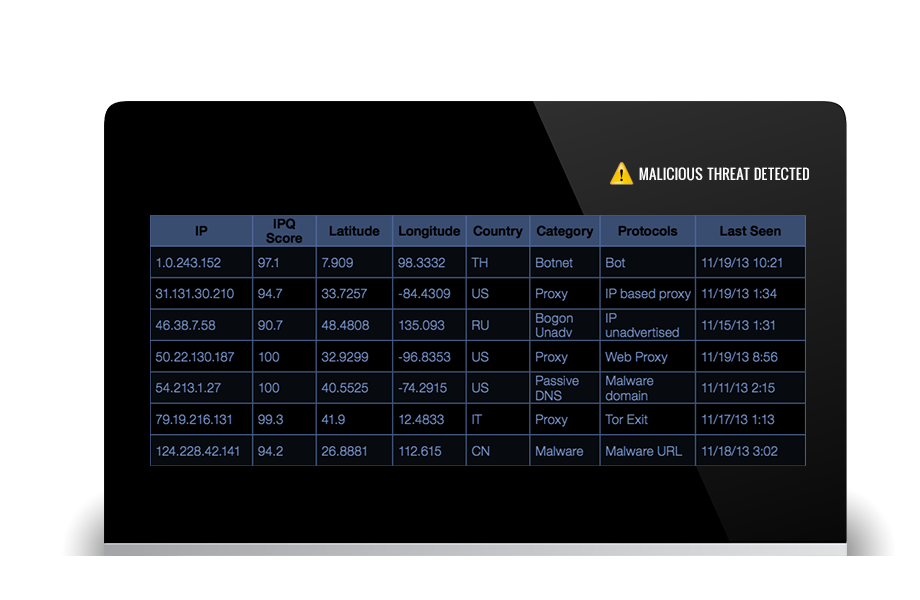 MALICIOUS THREAT DETECTED
IP IPQ Score Latitude Longitude Country Category Protocols Last Seen
1.0.243.152 97.1 7.909 98.3332 TH Botnet Bot 11/19/13 10:21
31.131.30.210 94.7 33.7257 -84.4309 US Proxy IP based proxy 11/19/13 1:34
46.38.7.58 90.7 48.4808 135.093 RU Bogon Unadv IP unadvertised 11/15/13 1:31
50.22.130.187 100 32.9299 -96.8353 US Proxy Web Proxy 11/19/13 8:56
54.213.1.27 100 40.5525 -74.2915 US Passive DNS Malware domain 11/11/13 2:15
79.19.216.131 99.3 41.9 12.4833 IT Proxy Tor Exit 11/17/13 1:13
124.228.42.141 94.2 26.8881 112.615 CN Malware Malware URL 11/18/13 3:02